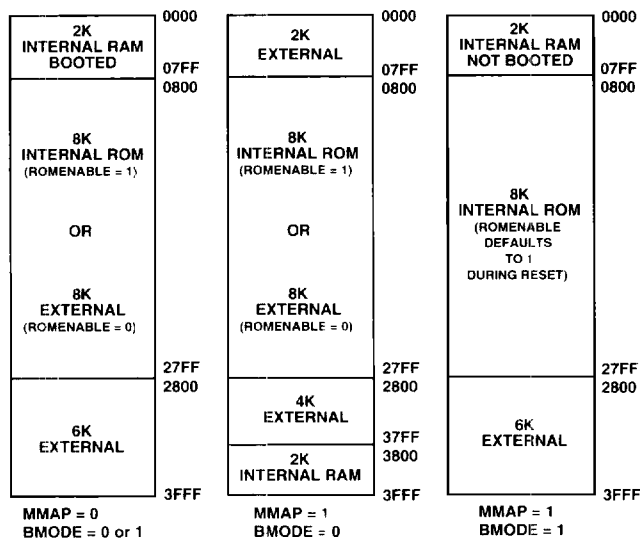 0000
2K
INTERNAL RAM
BOOTED
07FF
0800
8K
INTERNAL ROM
(ROMENABLE = 1)
OR
8K
EXTERNAL
(ROMENABLE = 0)
27FF
2800
6K
EXTERNAL
3FFF
MMAP = 0
BMODE = 0 or 1
0000
2K
EXTERNAL
07FF
0800
8K
INTERNAL ROM
(ROMENABLE = 1)
OR
8K
EXTERNAL
(ROMENABLE = 0)
27FF
2800
4K
EXTERNAL
37FF
3800
2K
INTERNAL RAM
3FFF
MMAP = 1
BMODE = 0
0000
2K
INTERNAL RAM
NOT BOOTED
07FF
0800
8K
INTERNAL ROM
(ROMENABLE
DEFAULTS
TO 1
DURING RESET)
27FF
2800
6K
EXTERNAL
3FFF
MMAP = 1
BMODE = 1